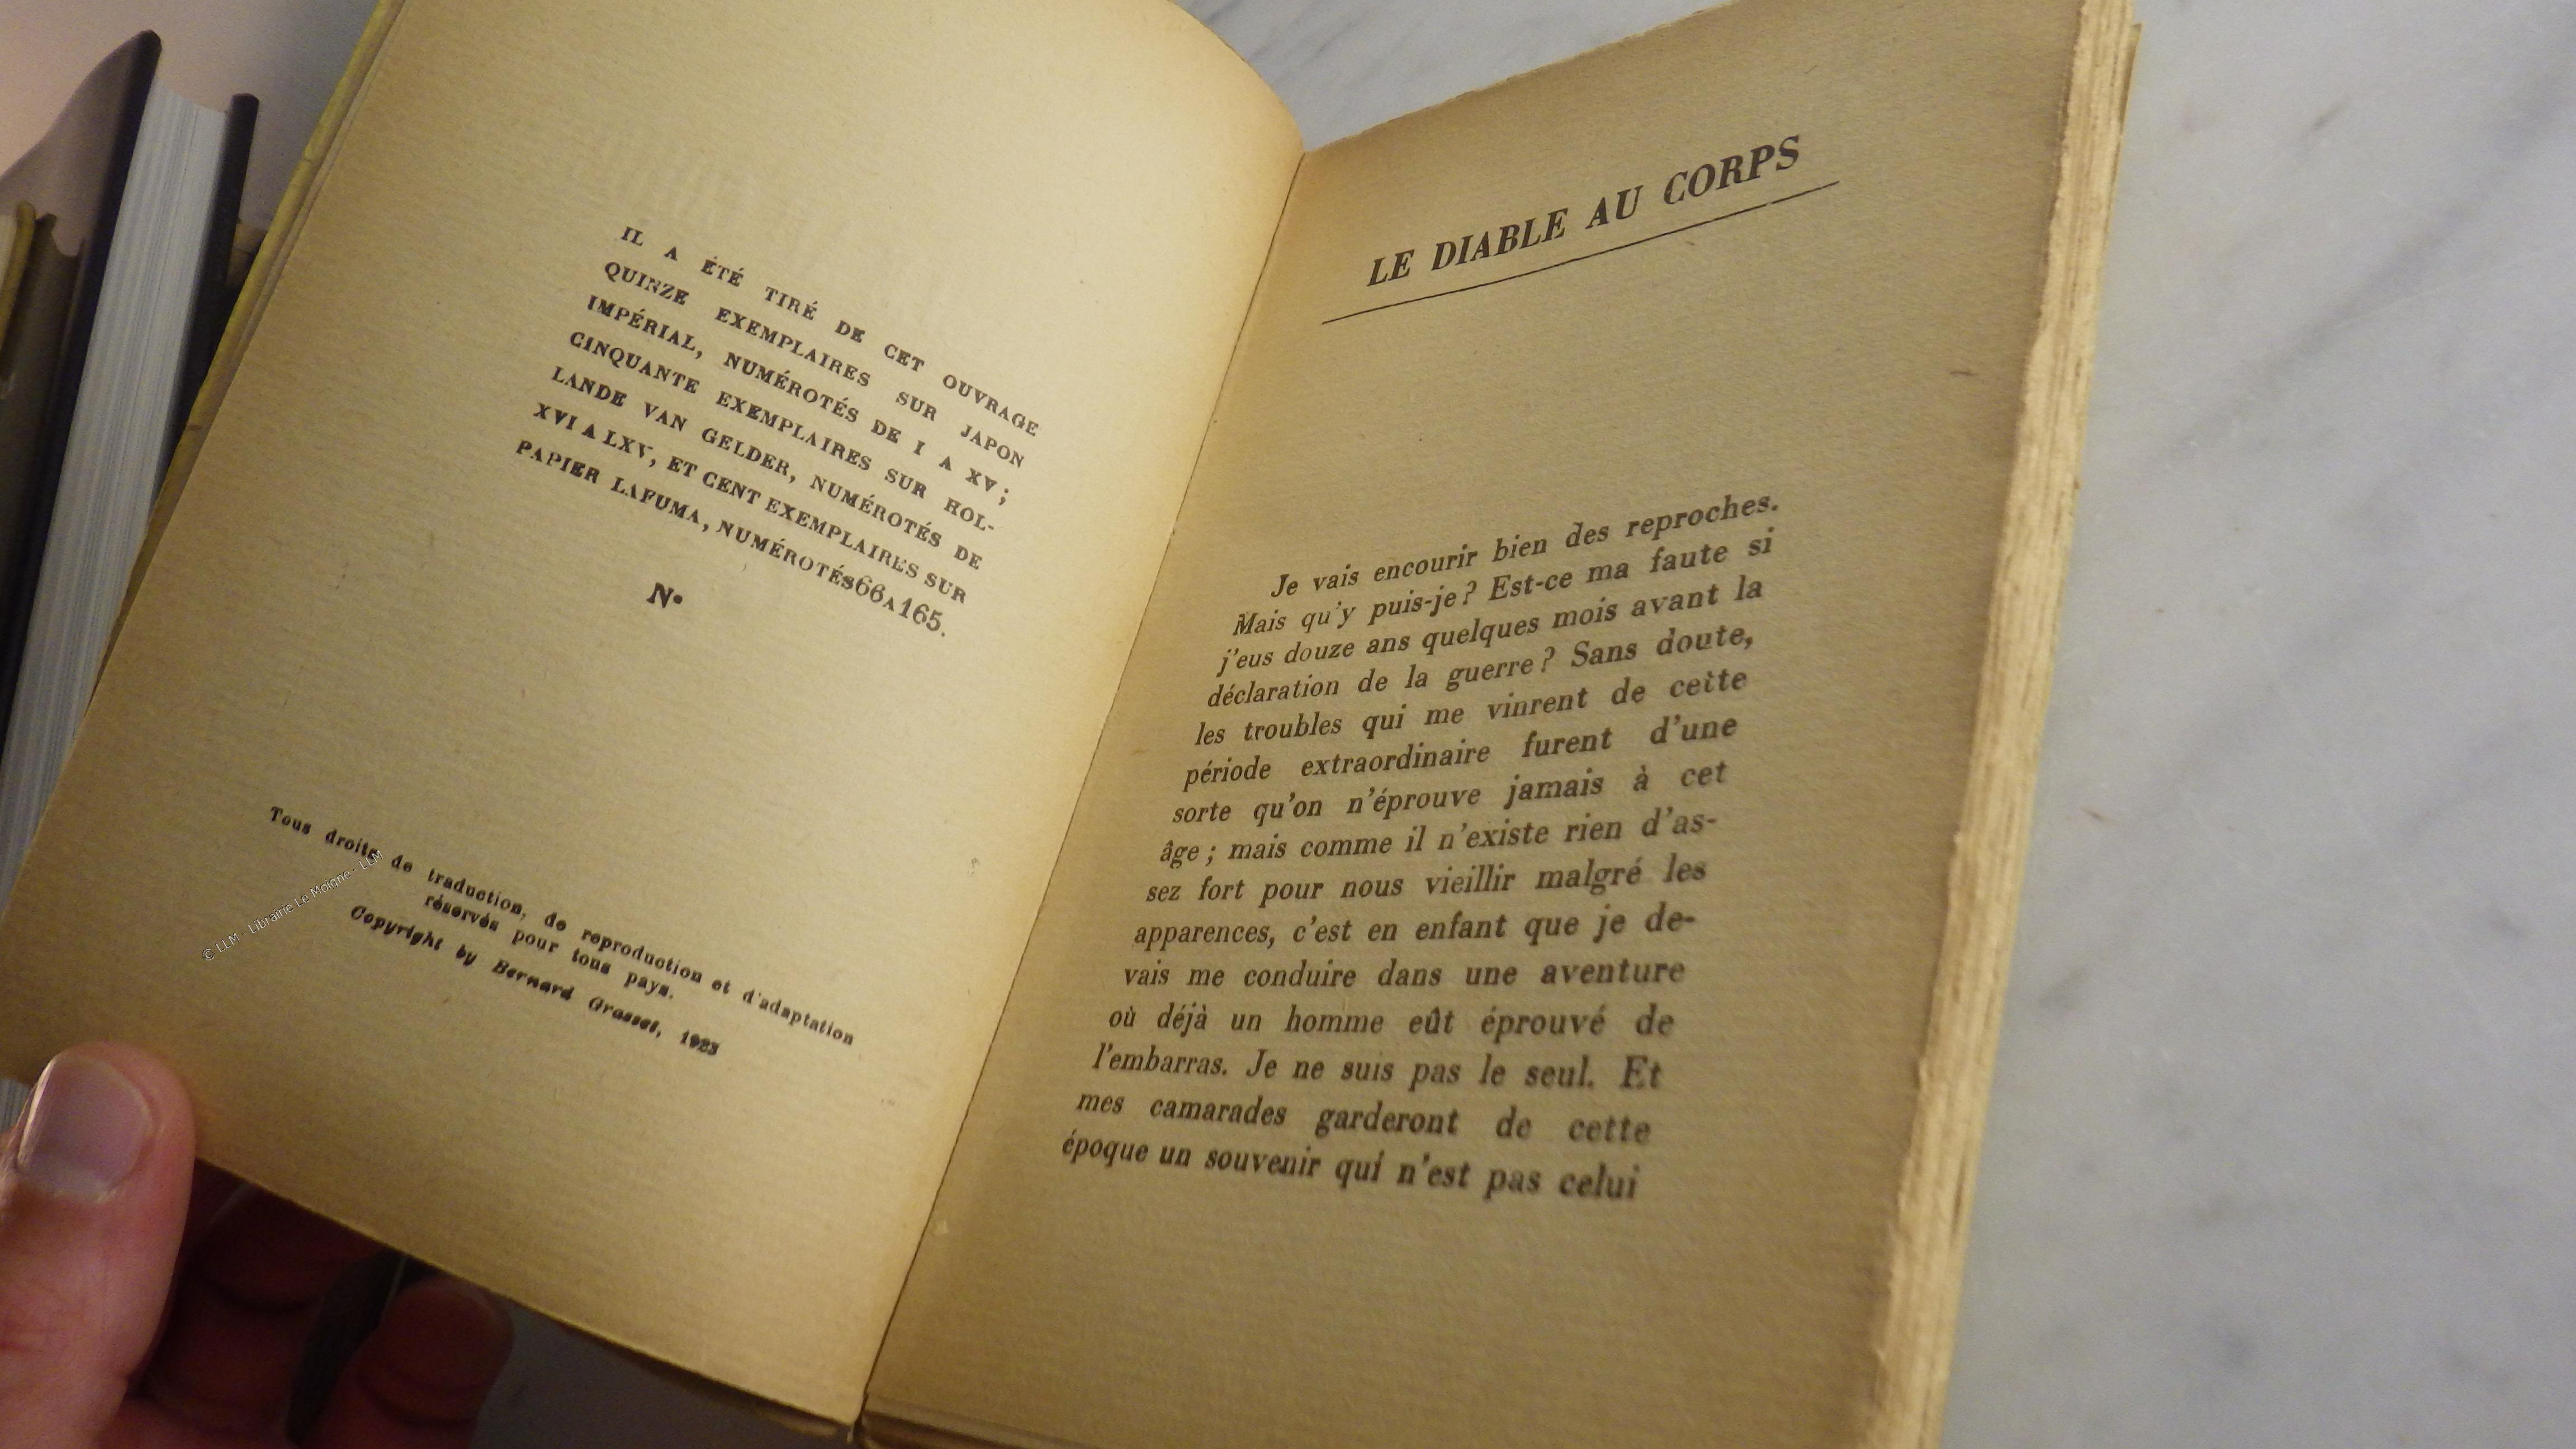 IL A ÉTÉ TIRÉ DE CET OUVRAGE
QUINZE EXEMPLAIRES SUR JAPON
IMPÉRIAL, NUMÉROTÉS DE I A XV ;
CINQUANTE EXEMPLAIRES SUR HOL-
LANDE VAN GELDER, NUMÉROTÉS DE
XVI A LXV, ET CENT EXEMPLAIRES SUR
PAPIER LAFUMA, NUMÉROTÉS 66 A 165.
N°
Tous droits de traduction, de reproduction et d'adaptation
réservés pour tous pays.
Copyright by Bernard Grasset, 1923
© LLM - Librairie Le Moigne - LLM
LE DIABLE AU CORPS
Je vais encourir bien des reproches.
Mais qu'y puis-je ? Est-ce ma faute si
j'eus douze ans quelques mois avant la
déclaration de la guerre ? Sans doute,
les troubles qui me vinrent de cette
période extraordinaire furent d'une
sorte qu'on n'éprouve jamais à cet
âge ; mais comme il n'existe rien d'as-
sez fort pour nous vieillir malgré les
apparences, c'est en enfant que je de-
vais me conduire dans une aventure
où déjà un homme eût éprouvé de
l'embarras. Je ne suis pas le seul. Et
mes camarades garderont de cette
époque un souvenir qui n'est pas celui